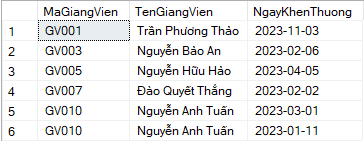 MaGiangVien TenGiangVien NgayKhenThuong
1 GV001 Trần Phương Thảo 2023-11-03
2 GV003 Nguyễn Bảo An 2023-02-06
3 GV005 Nguyễn Hữu Hào 2023-04-05
4 GV007 Đào Quyết Thắng 2023-02-02
5 GV010 Nguyễn Anh Tuấn 2023-03-01
6 GV010 Nguyễn Anh Tuấn 2023-01-11